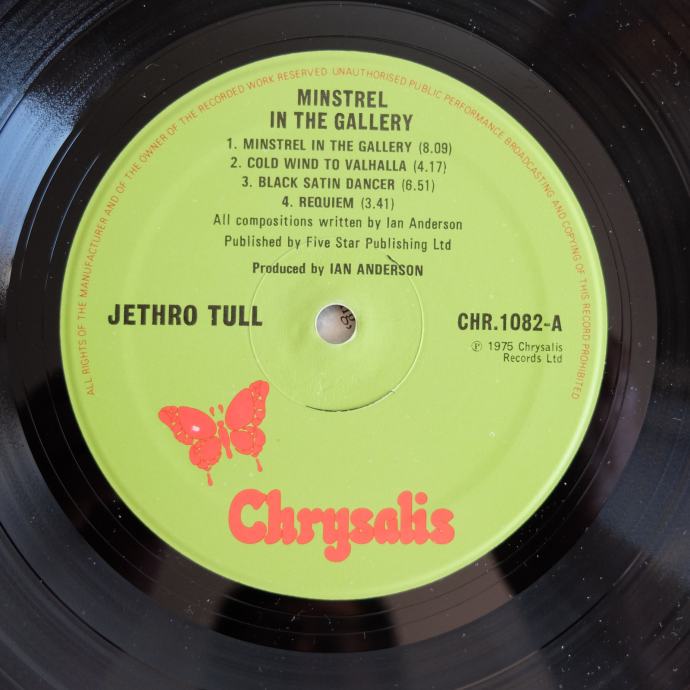 ALL RIGHTS OF THE MANUFACTURER AND OF THE OWNER OF THE RECORDED WORK RESERVED. UNAUTHORISED PUBLIC PERFORMANCE BROADCASTING AND COPYING OF THIS RECORD PROHIBITED
MINSTREL
IN THE GALLERY
1. MINSTREL IN THE GALLERY (8.09)
2. COLD WIND TO VALHALLA (4.17)
3. BLACK SATIN DANCER (6.51)
4. REQUIEM (3.41)
All compositions written by Ian Anderson
Published by Five Star Publishing Ltd
Produced by IAN ANDERSON
JETHRO TULL
CHR.1082-A
℗ 1975 Chrysalis
Records Ltd
Chrysalis